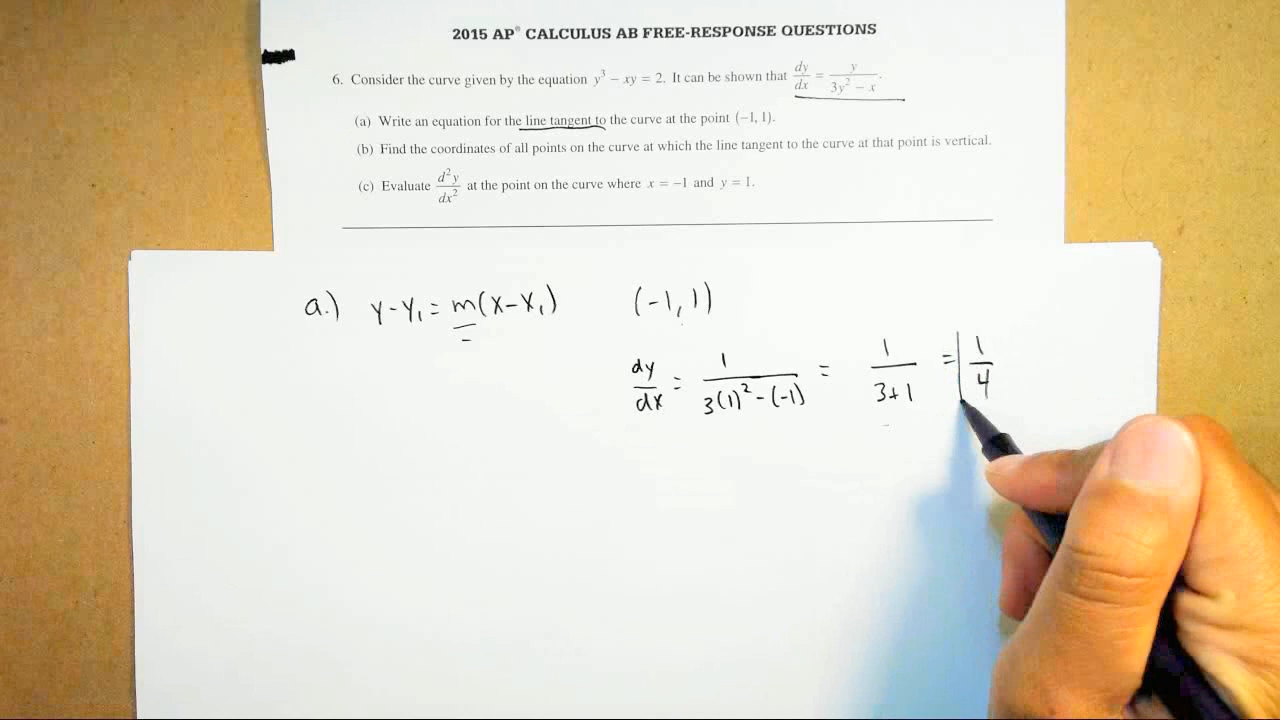 2015 AP® CALCULUS AB FREE-RESPONSE QUESTIONS
6. Consider the curve given by the equation y³ − xy = 2. It can be shown that dy/dx = y/(3y² − x).
(a) Write an equation for the line tangent to the curve at the point (−1, 1).
(b) Find the coordinates of all points on the curve at which the line tangent to the curve at that point is vertical.
(c) Evaluate d²y/dx² at the point on the curve where x = −1 and y = 1.
a.) y-y₁ = m(x-x₁) (-1, 1)
dy/dx = 1/(3(1)²-(-1)) = 1/(3+1) = 1/4